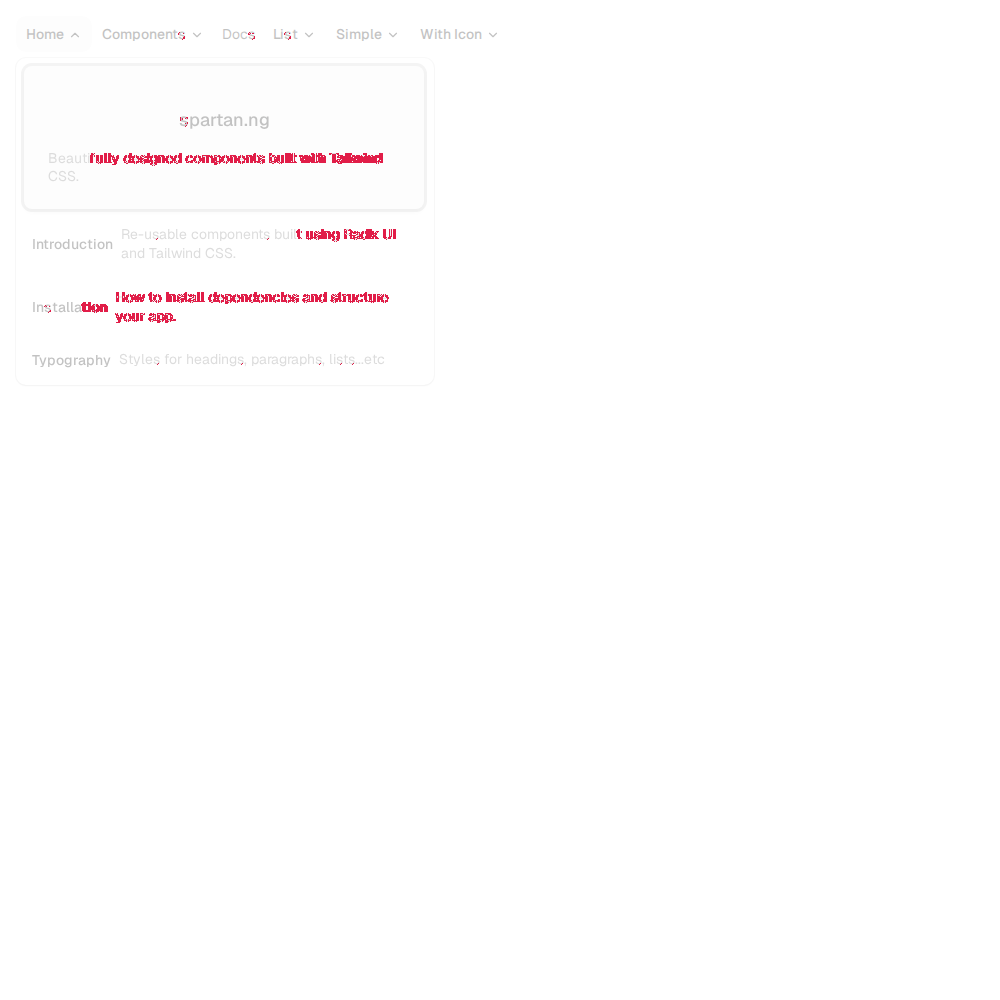 Home Components Docs List Simple With Icon
spartan.ng
Beautifully designed components built with Tailwind
CSS.
Introduction Re-usable components built using Radix UI
and Tailwind CSS.
Installation How to install dependencies and structure
your app.
Typography Styles for headings, paragraphs, lists...etc